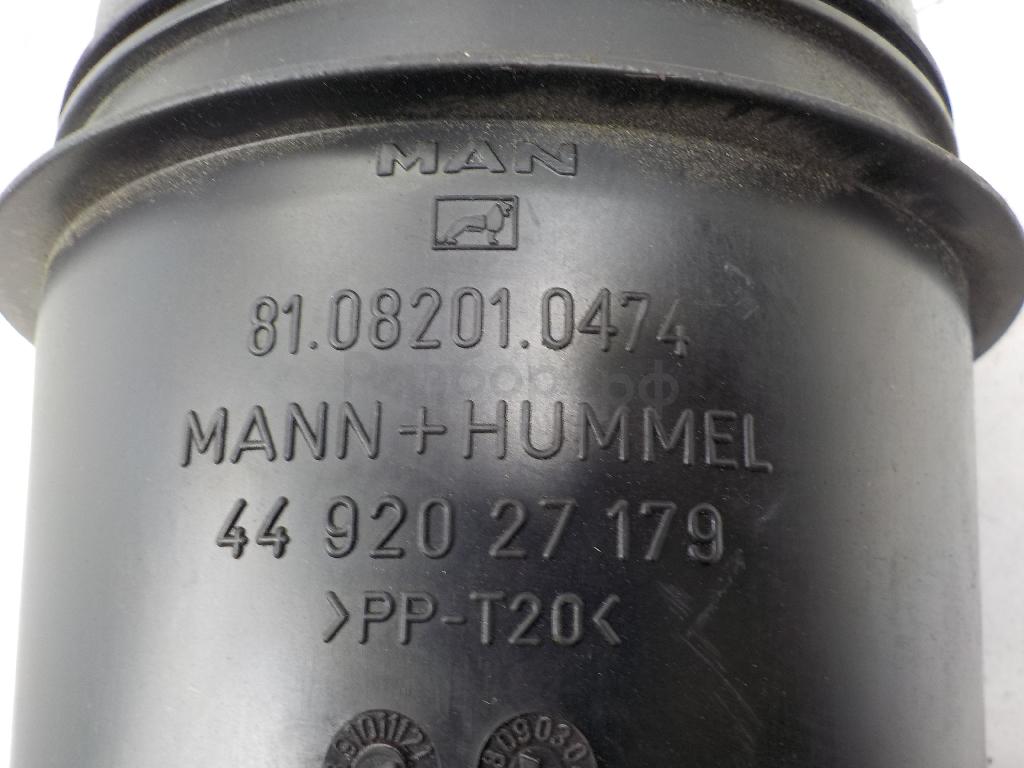 MAN
81.08201.0474
MANN+HUMMEL
44 920 27 179
>PP-T20<